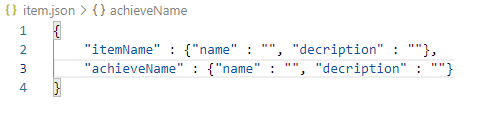 {} item.json > {} achieveName
1 {
2 "itemName" : {"name" : "", "decription" : ""},
3 "achieveName" : {"name" : "", "decription" : ""}
4 }